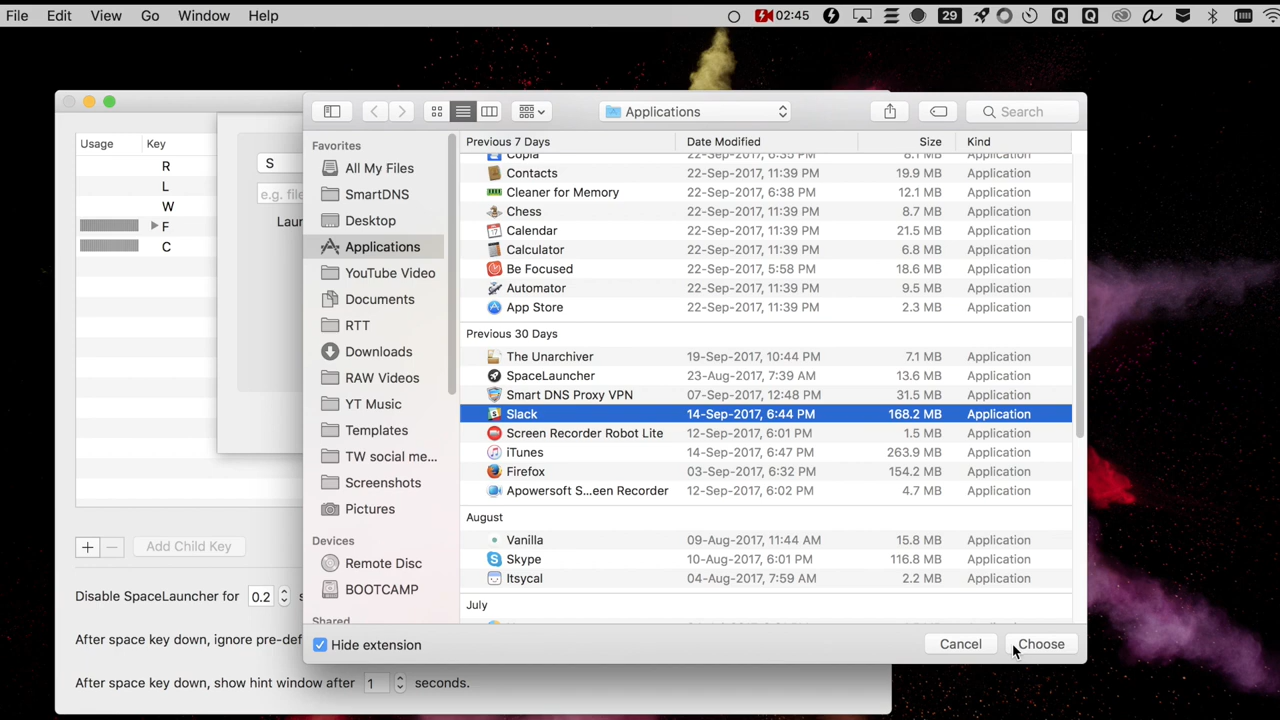 File Edit View Go Window Help 02:45 29
Applications Search
Usage Key
R
L
W
F
C
S
e.g. file
Laun
Favorites
All My Files
SmartDNS
Desktop
Applications
YouTube Video
Documents
RTT
Downloads
RAW Videos
YT Music
Templates
TW social me...
Screenshots
Pictures
Devices
Remote Disc
BOOTCAMP
Shared
Previous 7 Days Date Modified Size Kind
Copia 22-Sep-2017, 6:35 PM 8.1 MB Application
Contacts 22-Sep-2017, 11:39 PM 19.9 MB Application
Cleaner for Memory 22-Sep-2017, 6:38 PM 12.1 MB Application
Chess 22-Sep-2017, 11:39 PM 8.7 MB Application
Calendar 22-Sep-2017, 11:39 PM 21.5 MB Application
Calculator 22-Sep-2017, 11:39 PM 6.8 MB Application
Be Focused 22-Sep-2017, 5:58 PM 18.6 MB Application
Automator 22-Sep-2017, 11:39 PM 9.5 MB Application
App Store 22-Sep-2017, 11:39 PM 2.3 MB Application
Previous 30 Days
The Unarchiver 19-Sep-2017, 10:44 PM 7.1 MB Application
SpaceLauncher 23-Aug-2017, 7:39 AM 13.6 MB Application
Smart DNS Proxy VPN 07-Sep-2017, 12:48 PM 31.5 MB Application
Slack 14-Sep-2017, 6:44 PM 168.2 MB Application
Screen Recorder Robot Lite 12-Sep-2017, 6:01 PM 1.5 MB Application
iTunes 14-Sep-2017, 6:47 PM 263.9 MB Application
Firefox 03-Sep-2017, 6:32 PM 154.2 MB Application
Apowersoft S...een Recorder 12-Sep-2017, 6:02 PM 4.7 MB Application
August
Vanilla 09-Aug-2017, 11:44 AM 15.8 MB Application
Skype 10-Aug-2017, 6:01 PM 116.8 MB Application
Itsycal 04-Aug-2017, 7:59 AM 2.2 MB Application
July
Hide extension Cancel Choose
+ − Add Child Key
Disable SpaceLauncher for 0.2 s
After space key down, ignore pre-def
After space key down, show hint window after 1 seconds.